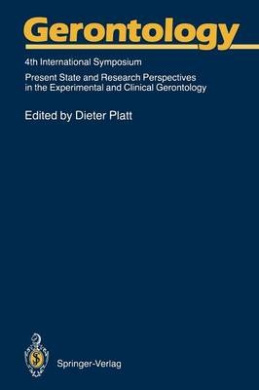 Gerontology
4th International Symposium
Present State and Research Perspectives
in the Experimental and Clinical Gerontology
Edited by Dieter Platt
Springer-Verlag